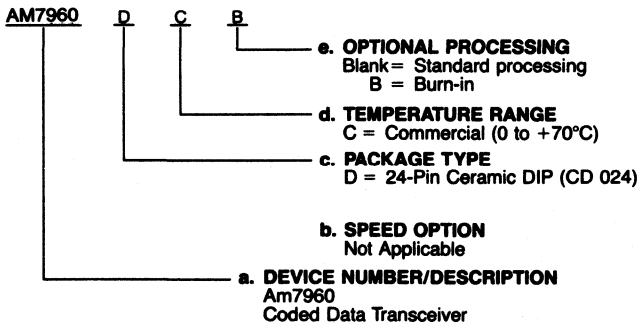 AM7960 D C B
e. OPTIONAL PROCESSING
Blank = Standard processing
B = Burn-in
d. TEMPERATURE RANGE
C = Commercial (0 to +70°C)
c. PACKAGE TYPE
D = 24-Pin Ceramic DIP (CD 024)
b. SPEED OPTION
Not Applicable
a. DEVICE NUMBER/DESCRIPTION
Am7960
Coded Data Transceiver